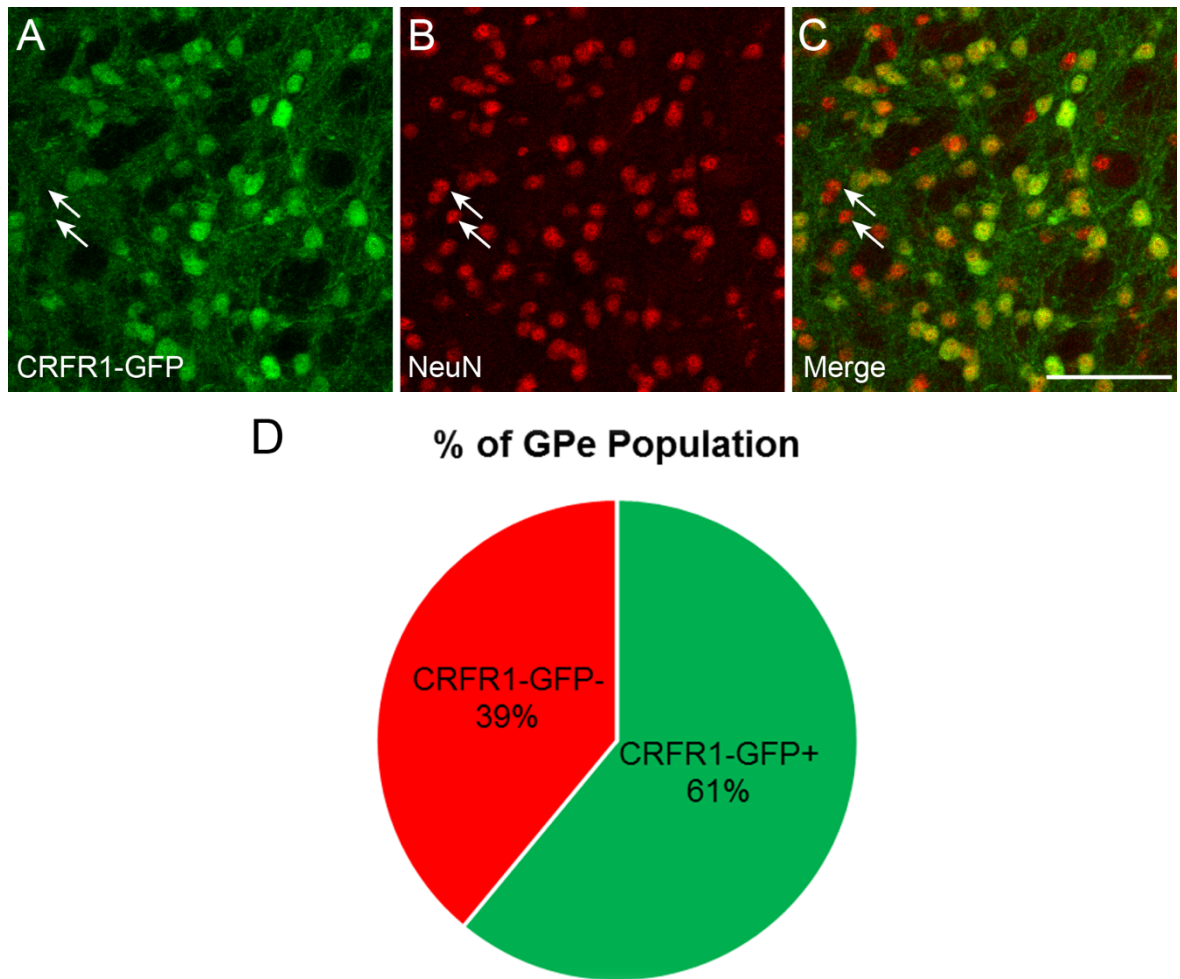 A
B
C
CRFR1-GFP
NeuN
Merge
D
% of GPe Population
CRFR1-GFP-
39%
CRFR1-GFP+
61%